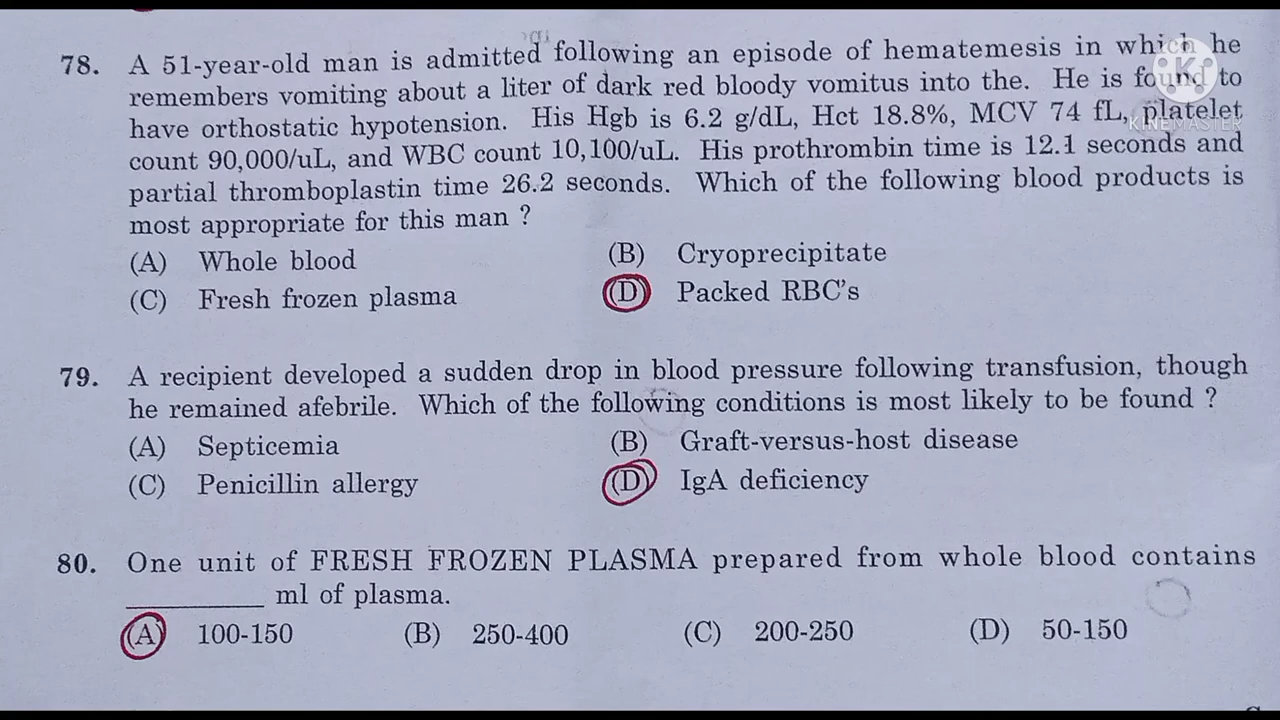 78. A 51-year-old man is admitted following an episode of hematemesis in which he
remembers vomiting about a liter of dark red bloody vomitus into the. He is found to
have orthostatic hypotension. His Hgb is 6.2 g/dL, Hct 18.8%, MCV 74 fL, platelet
KINEMASTER
count 90,000/uL, and WBC count 10,100/uL. His prothrombin time is 12.1 seconds and
partial thromboplastin time 26.2 seconds. Which of the following blood products is
most appropriate for this man ?
(A) Whole blood (B) Cryoprecipitate
(C) Fresh frozen plasma (D) Packed RBC's
79. A recipient developed a sudden drop in blood pressure following transfusion, though
he remained afebrile. Which of the following conditions is most likely to be found ?
(A) Septicemia (B) Graft-versus-host disease
(C) Penicillin allergy (D) IgA deficiency
80. One unit of FRESH FROZEN PLASMA prepared from whole blood contains
__________ ml of plasma.
(A) 100-150 (B) 250-400 (C) 200-250 (D) 50-150